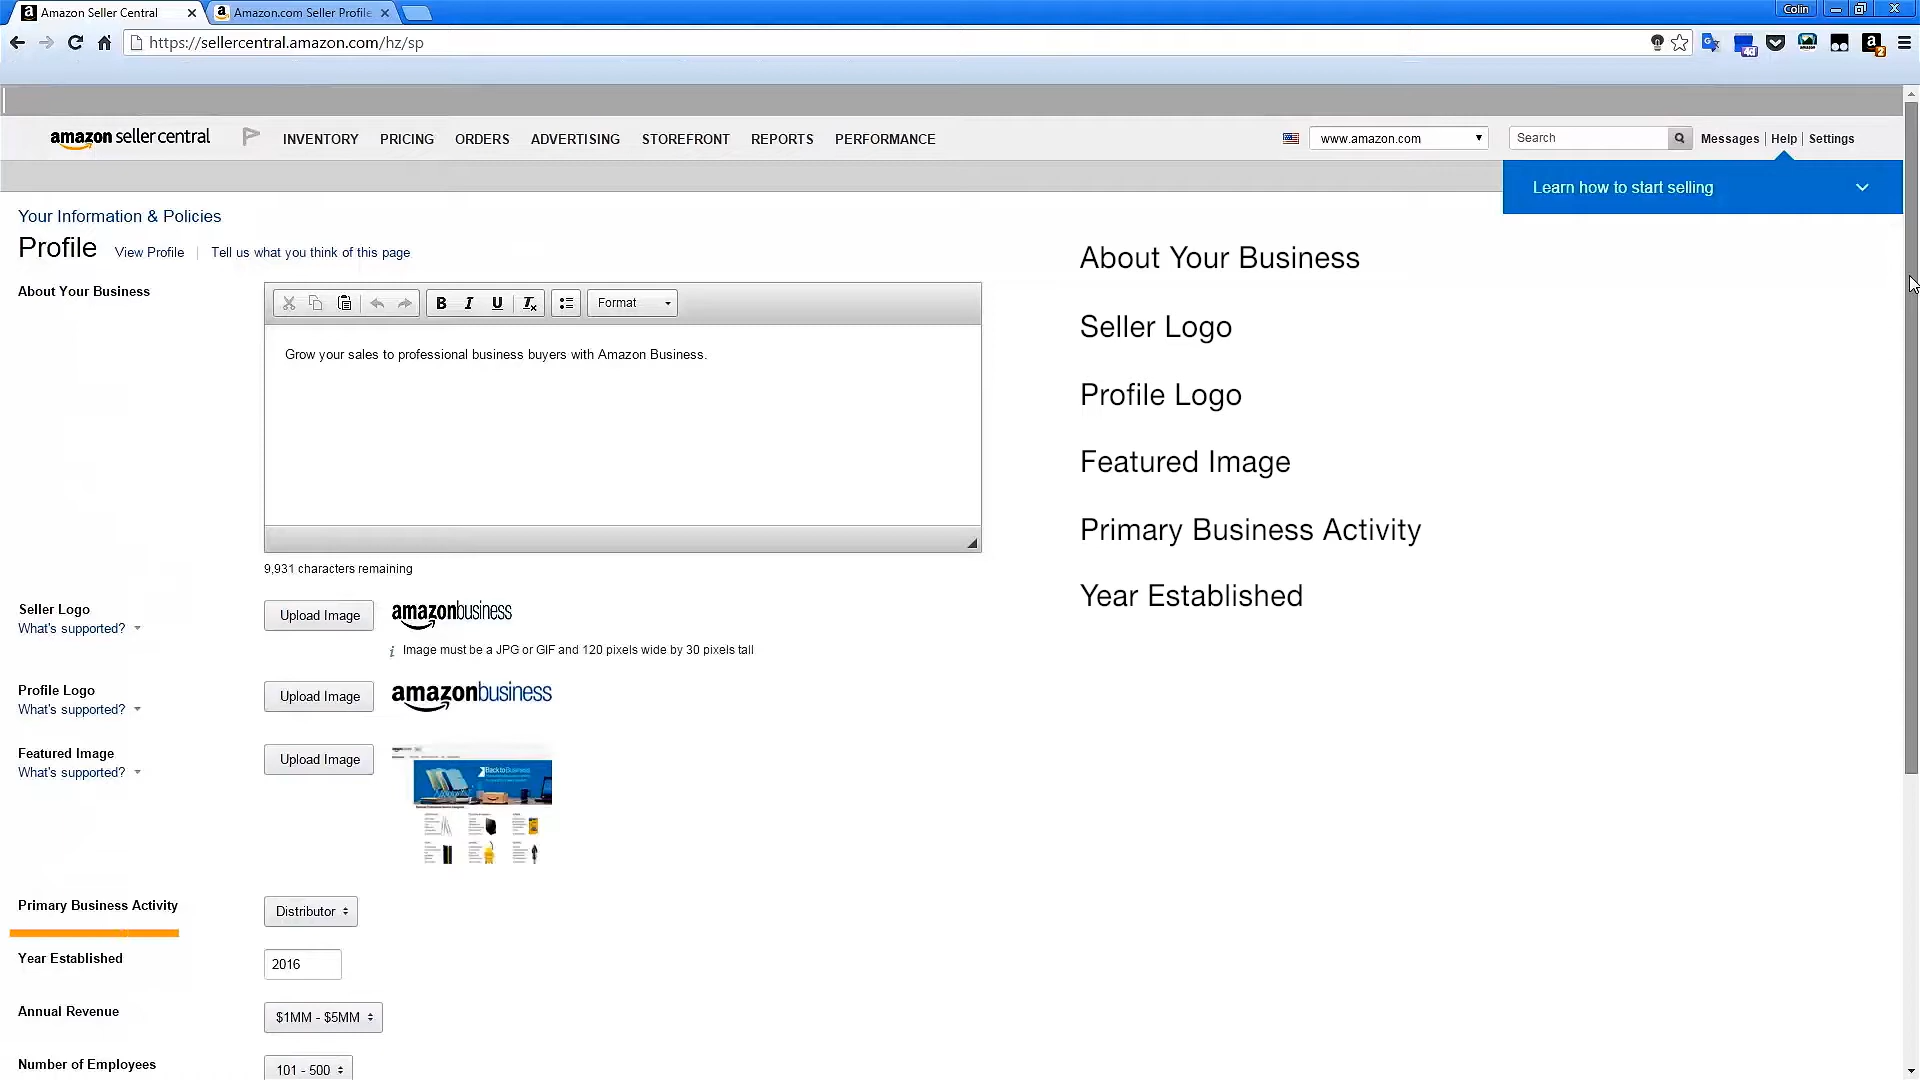 Amazon Seller Central
Amazon.com Seller Profile
Colin
https://sellercentral.amazon.com/hz/sp
amazon seller central
INVENTORY
PRICING
ORDERS
ADVERTISING
STOREFRONT
REPORTS
PERFORMANCE
www.amazon.com
Search
Messages
Help
Settings
Learn how to start selling
Your Information & Policies
Profile
View Profile
Tell us what you think of this page
About Your Business
B
I
U
Format
Grow your sales to professional business buyers with Amazon Business.
9,931 characters remaining
Seller Logo
What's supported?
Upload Image
amazonbusiness
Image must be a JPG or GIF and 120 pixels wide by 30 pixels tall
Profile Logo
What's supported?
Upload Image
amazonbusiness
Featured Image
What's supported?
Upload Image
BacktoBusiness
Primary Business Activity
Distributor
Year Established
2016
Annual Revenue
$1MM - $5MM
Number of Employees
101 - 500
About Your Business
Seller Logo
Profile Logo
Featured Image
Primary Business Activity
Year Established